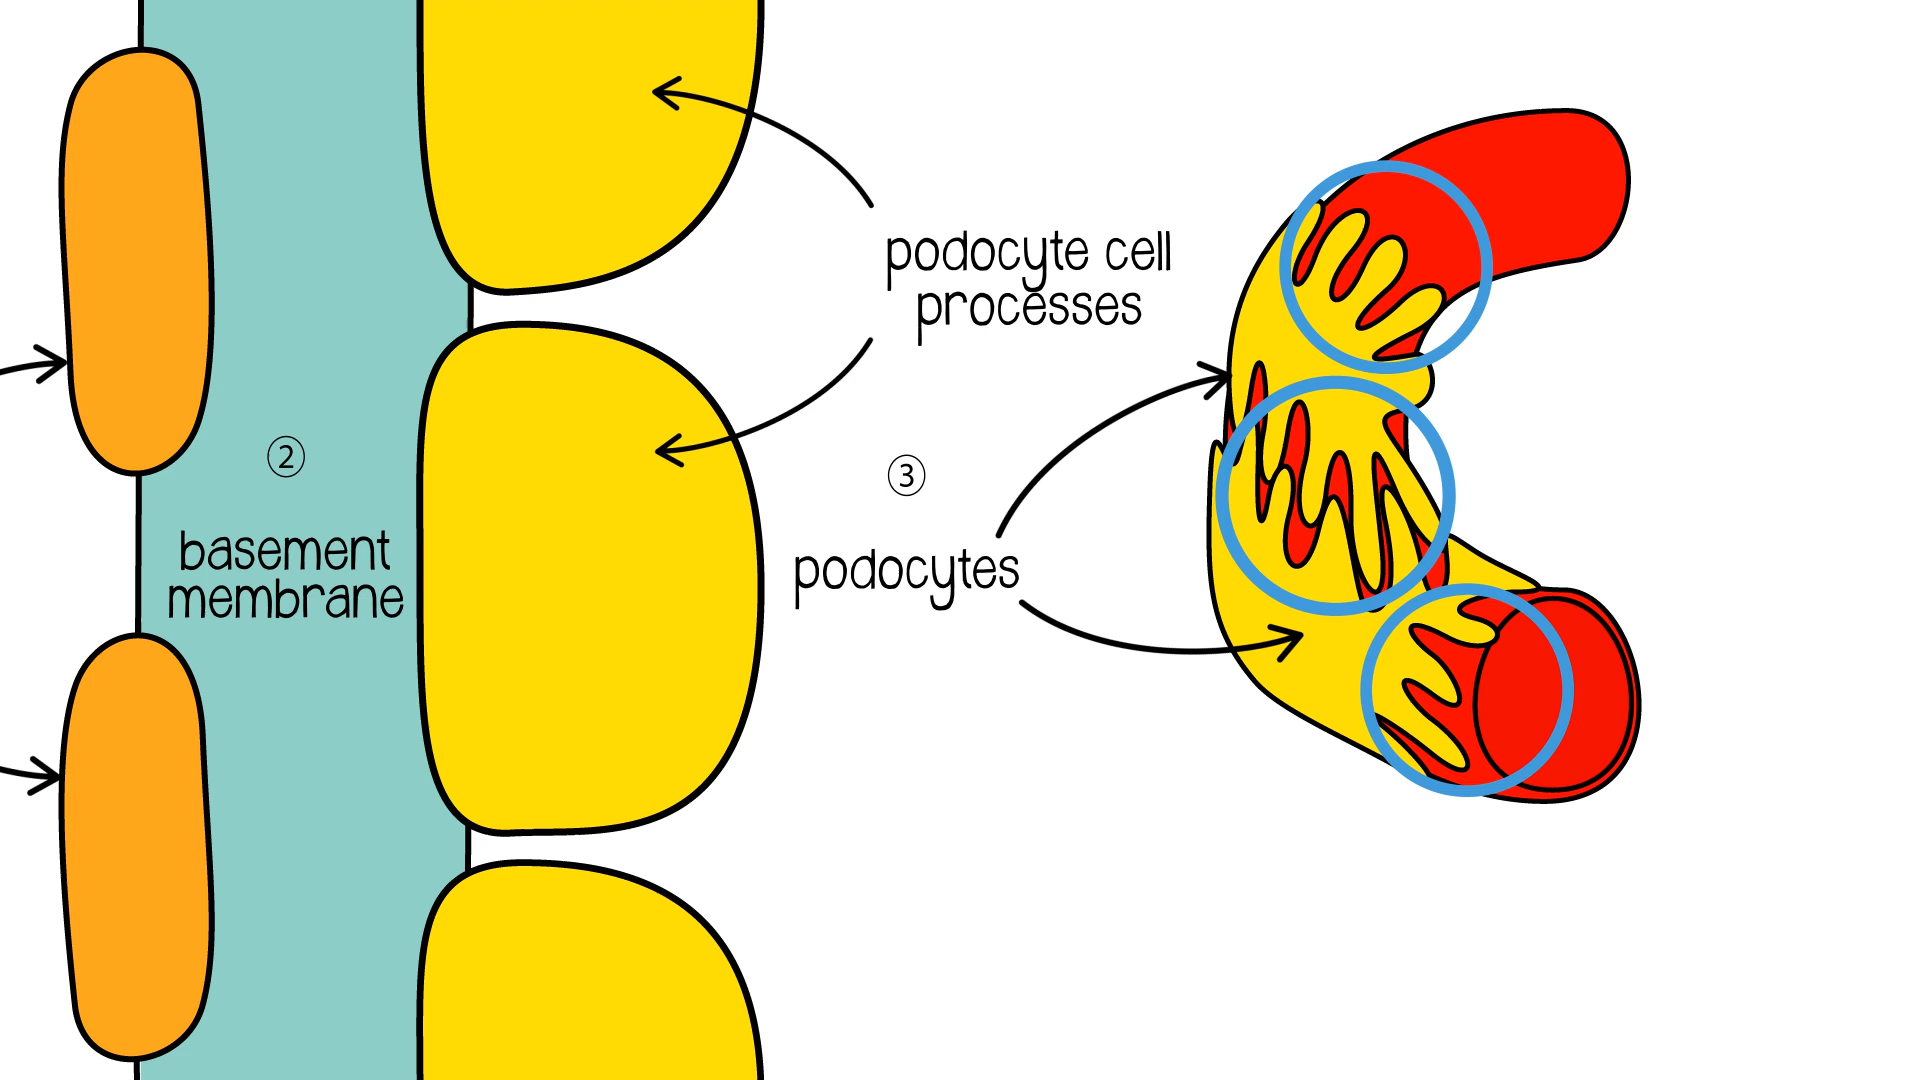 ②
basement
membrane
podocyte cell
processes
③
podocytes